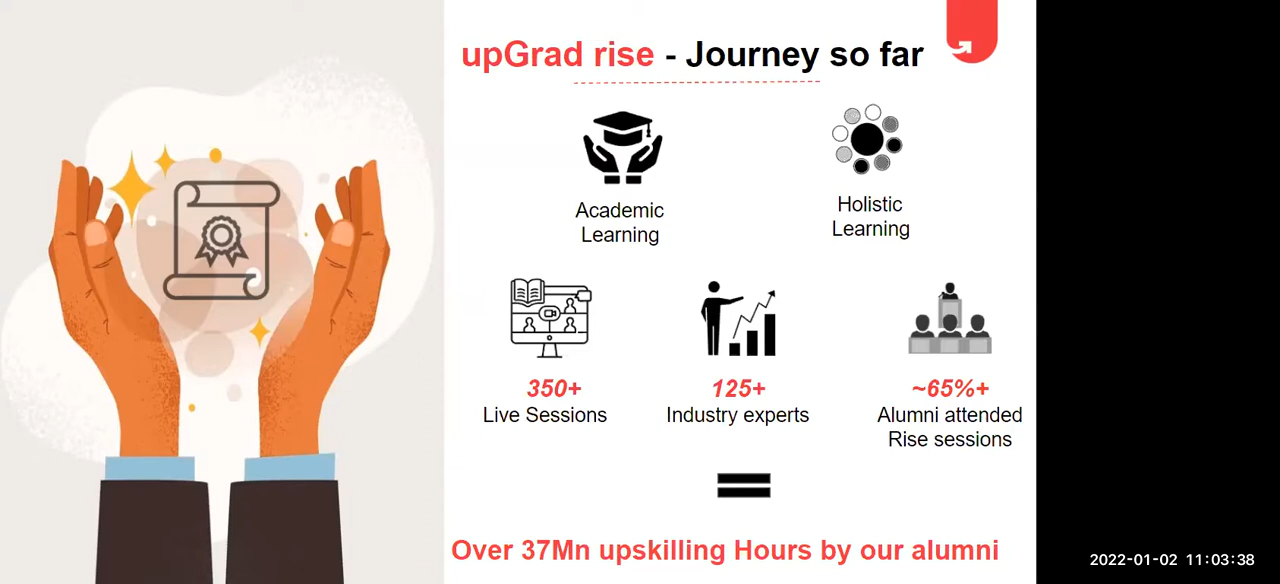 upGrad rise - Journey so far
Academic
Learning
Holistic
Learning
350+
Live Sessions
125+
Industry experts
~65%+
Alumni attended
Rise sessions
Over 37Mn upskilling Hours by our alumni
2022-01-02 11:03:38